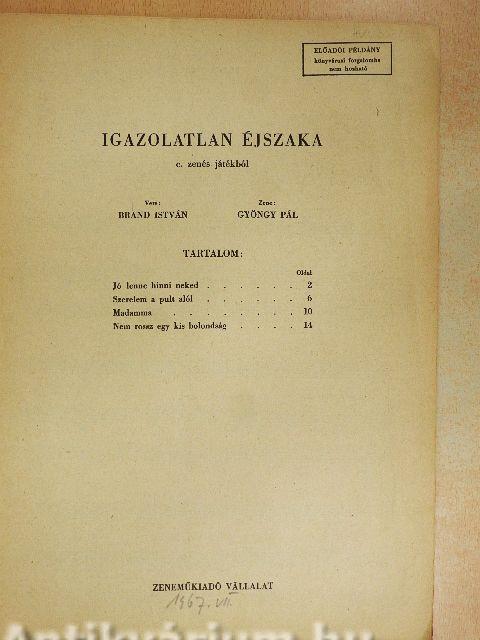 ELŐADÓI PÉLDÁNY
könyvárusi forgalomba
nem hozható
IGAZOLATLAN ÉJSZAKA
c. zenés játékból
Vers:
BRAND ISTVÁN
Zene:
GYÖNGY PÁL
TARTALOM:
Oldal
Jó lenne hinni neked . . . . . . 2
Szerelem a pult alól . . . . . . 6
Madamma . . . . . . . . 10
Nem rossz egy kis bolondság . . . . 14
ZENEMŰKIADÓ VÁLLALAT
1967. VII.
Antikvárium.hu